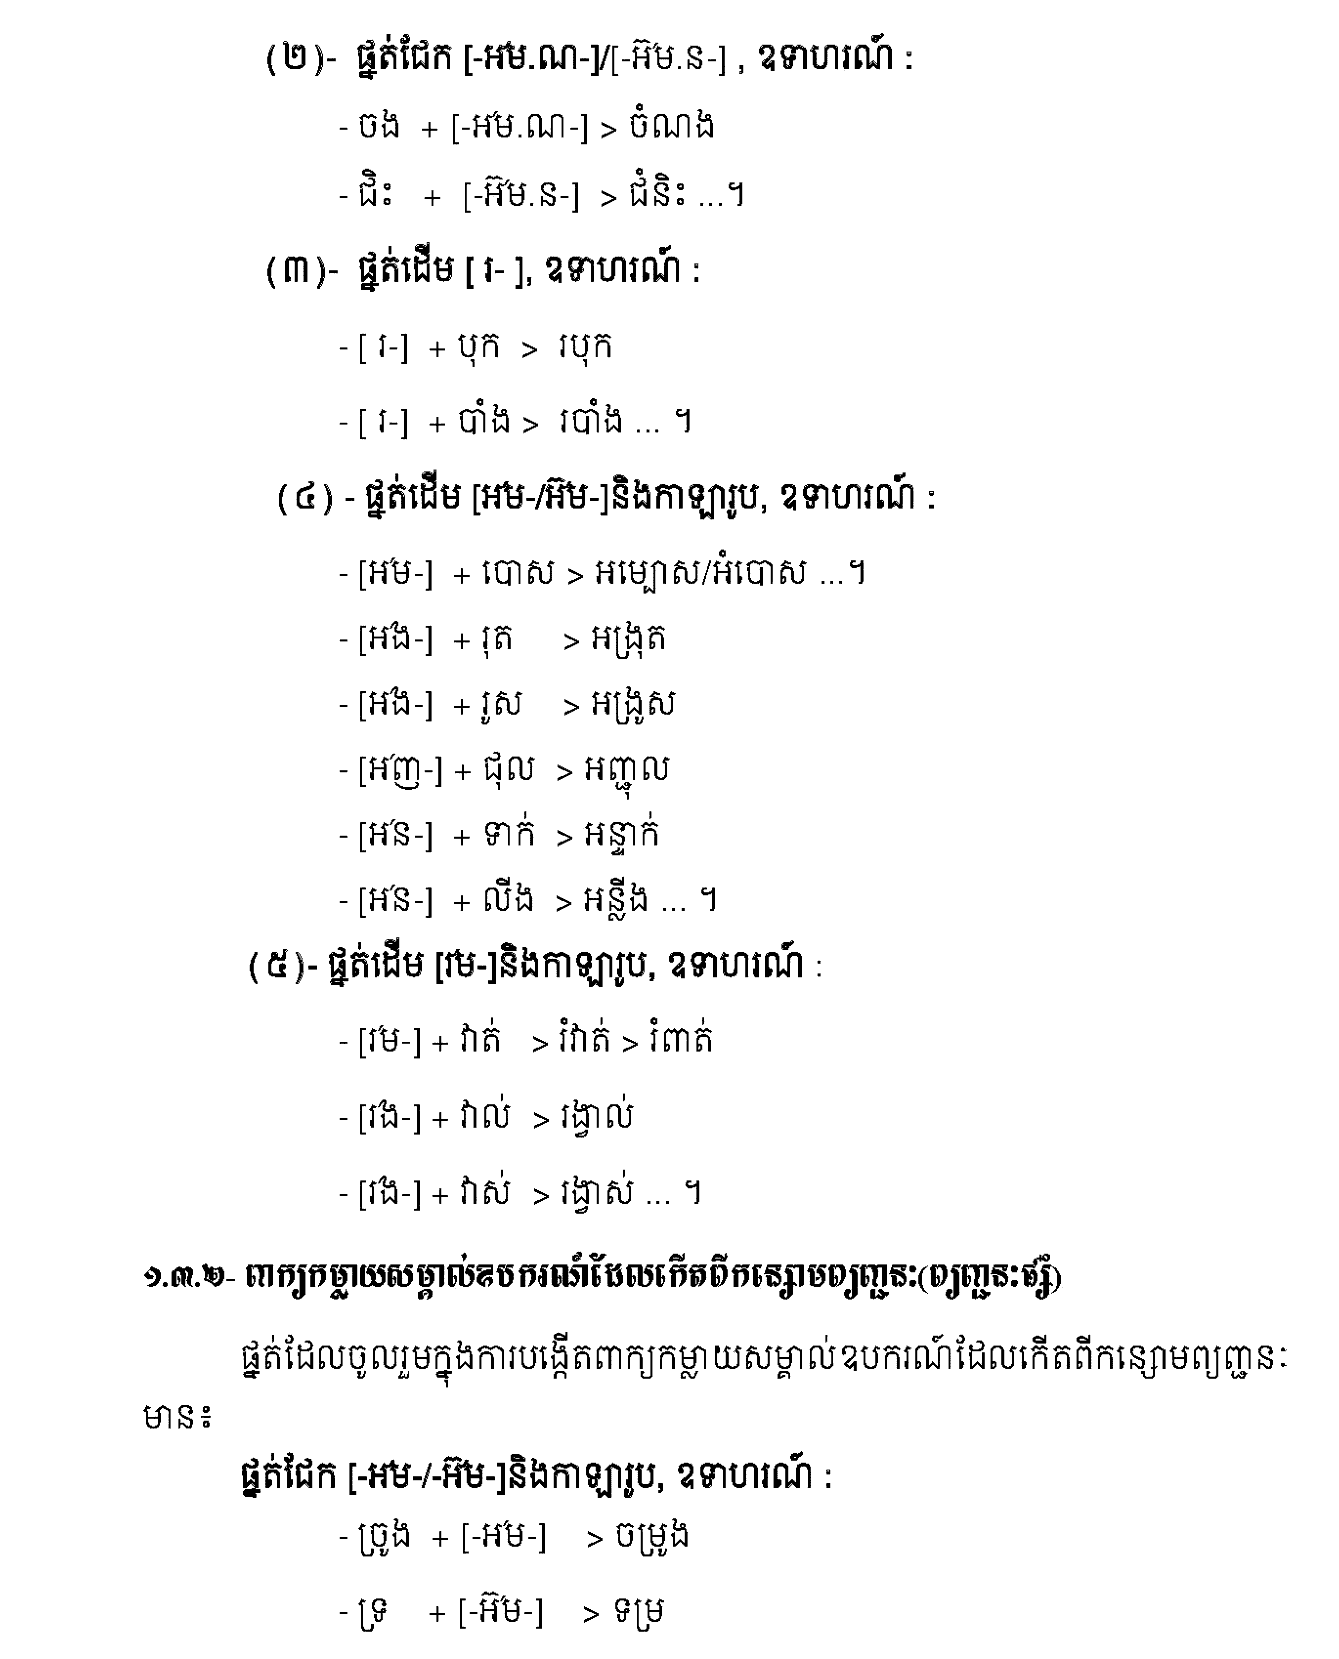 (២)- ផ្នត់ជែក [-អ៎ម.ណ-]/[-អ៊៎ម.ន-] , ឧទាហរណ៍ :
- ចង + [-អ៎ម.ណ-] > ចំណង
- ជិះ + [-អ៊៎ម.ន-] > ជំនិះ ...។
(៣)- ផ្នត់ដើម [ រ- ], ឧទាហរណ៍ :
- [ រ-] + បុក > របុក
- [ រ-] + បាំង > របាំង ... ។
(៤) - ផ្នត់ដើម [អ៎ម-/អ៊៎ម-]និងកាឡារូប, ឧទាហរណ៍ :
- [អ៎ម-] + បោស > អម្បោស/អំបោស ...។
- [អ៎ង-] + រុត > អង្រុត
- [អ៎ង-] + រូស > អង្រូស
- [អ៎ញ-] + ជុល > អញ្ជុល
- [អ៎ន-] + ទាក់ > អន្ទាក់
- [អ៎ន-] + លីង > អន្លីង ... ។
(៥)- ផ្នត់ដើម [រ៎ម-]និងកាឡារូប, ឧទាហរណ៍ :
- [រ៎ម-] + វាត់ > រំវាត់ > រំពាត់
- [រ៎ង-] + វាល់ > រង្វាល់
- [រ៎ង-] + វាស់ > រង្វាស់ ... ។
១.៣.២- ពាក្យកម្លាយសម្គាល់ឧបករណ៍ដែលកើតពីកន្សោមព្យញ្ជនៈ(ព្យញ្ជនៈផ្សំ)
ផ្នត់ដែលចូលរួមក្នុងការបង្កើតពាក្យកម្លាយសម្គាល់ឧបករណ៍ដែលកើតពីកន្សោមព្យញ្ជនៈ
មាន៖
ផ្នត់ជែក [-អ៎ម-/-អ៊៎ម-]និងកាឡារូប, ឧទាហរណ៍ :
- ច្រូង + [-អ៎ម-] > ចម្រូង
- ទ្រ + [-អ៊៎ម-] > ទម្រ